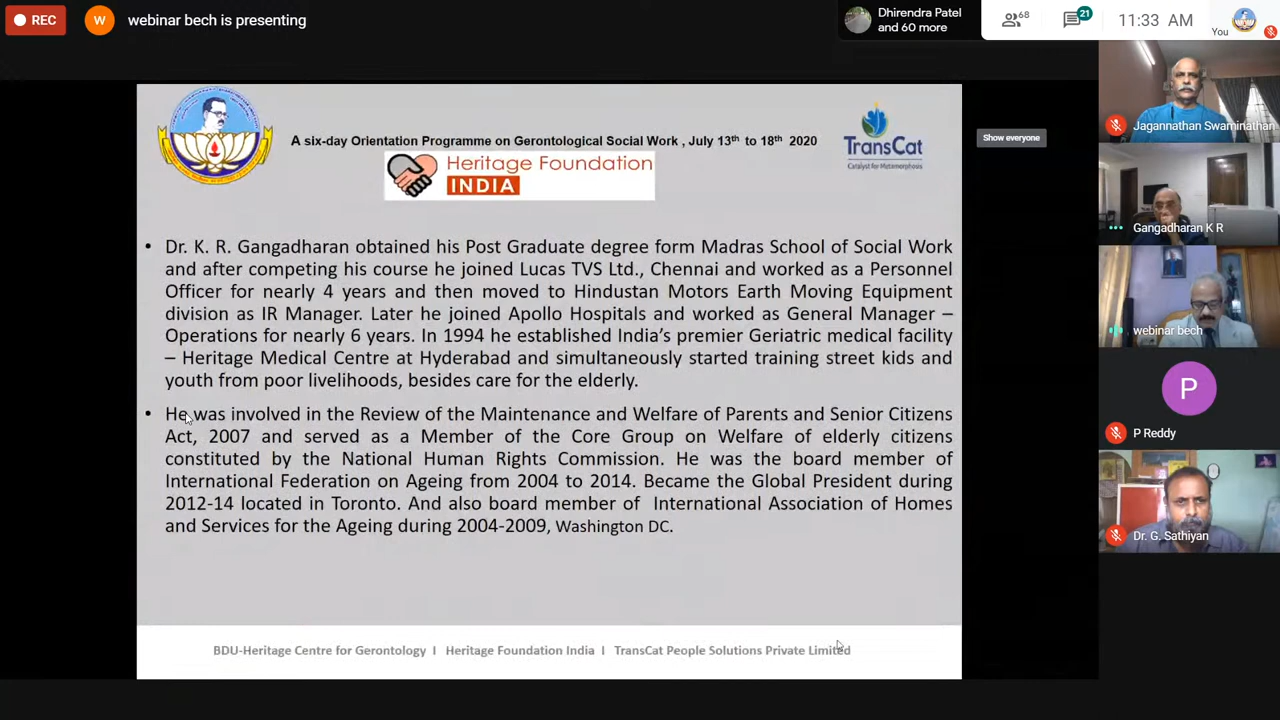 REC
W
webinar bech is presenting
Dhirendra Patel
and 60 more
68
21
11:33 AM
You
A six-day Orientation Programme on Gerontological Social Work , July 13th to 18th 2020
Heritage Foundation
INDIA
TransCat
Catalyst for Metamorphosis
Show everyone
• Dr. K. R. Gangadharan obtained his Post Graduate degree form Madras School of Social Work
and after competing his course he joined Lucas TVS Ltd., Chennai and worked as a Personnel
Officer for nearly 4 years and then moved to Hindustan Motors Earth Moving Equipment
division as IR Manager. Later he joined Apollo Hospitals and worked as General Manager –
Operations for nearly 6 years. In 1994 he established India's premier Geriatric medical facility
– Heritage Medical Centre at Hyderabad and simultaneously started training street kids and
youth from poor livelihoods, besides care for the elderly.
• He was involved in the Review of the Maintenance and Welfare of Parents and Senior Citizens
Act, 2007 and served as a Member of the Core Group on Welfare of elderly citizens
constituted by the National Human Rights Commission. He was the board member of
International Federation on Ageing from 2004 to 2014. Became the Global President during
2012-14 located in Toronto. And also board member of International Association of Homes
and Services for the Ageing during 2004-2009, Washington DC.
BDU-Heritage Centre for Gerontology I Heritage Foundation India I TransCat People Solutions Private Limited
Jagannathan Swaminathan
Gangadharan K R
webinar bech
P
P Reddy
Dr. G. Sathiyan